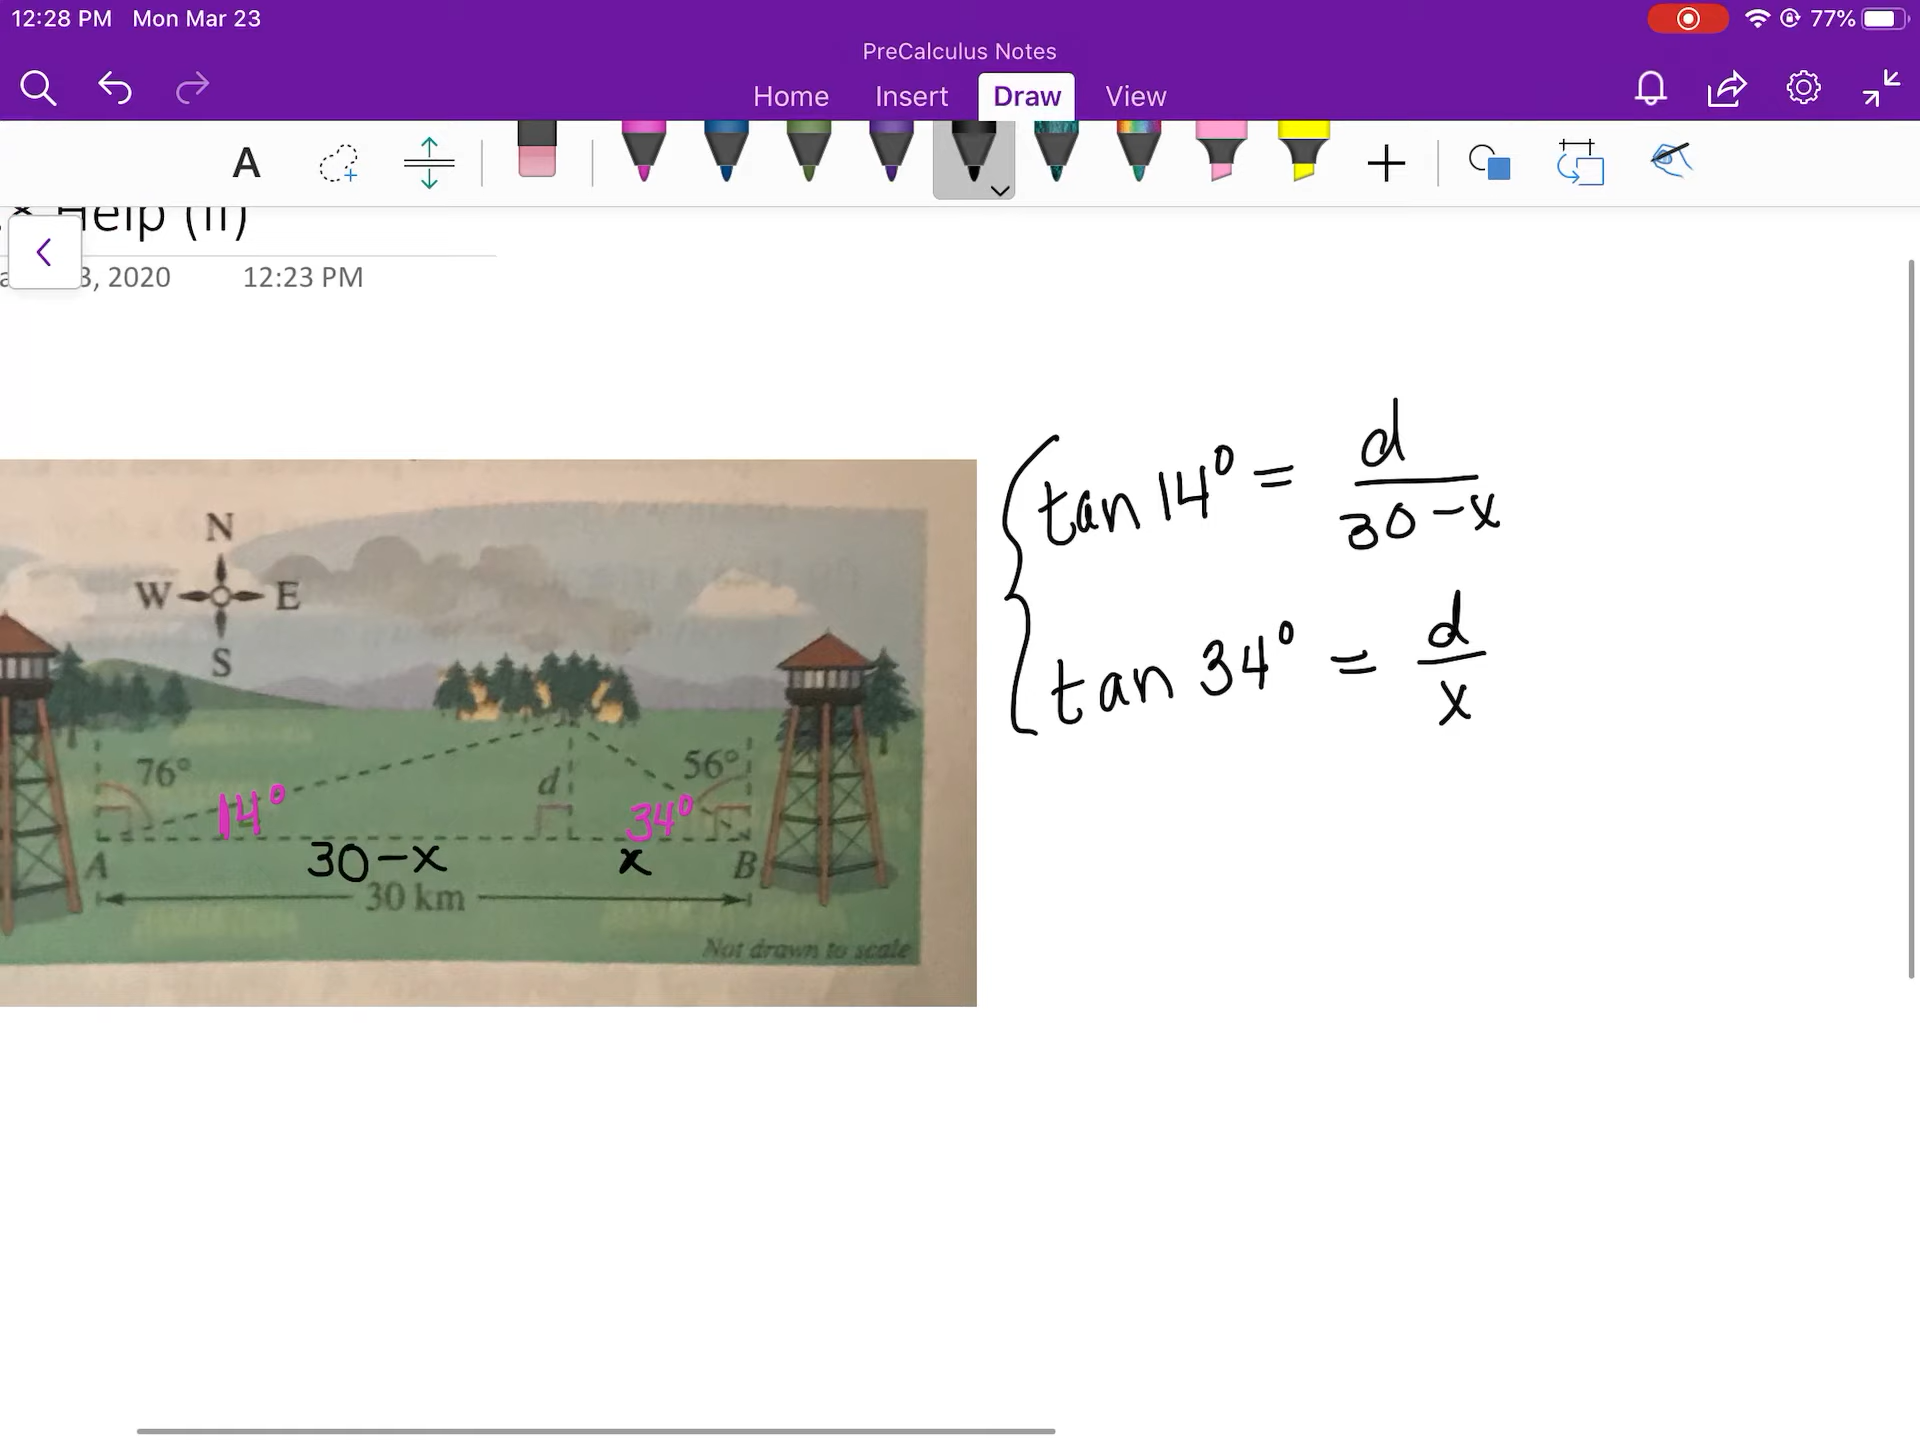 12:28 PM Mon Mar 23
77%
PreCalculus Notes
Home Insert Draw View
A
Help (II)
3, 2020 12:23 PM
N
W E
S
76°
56°
d
14°
34°
30-x
x
A
B
30 km
Not drawn to scale
tan 14° = d / 30-x
tan 34° = d / x